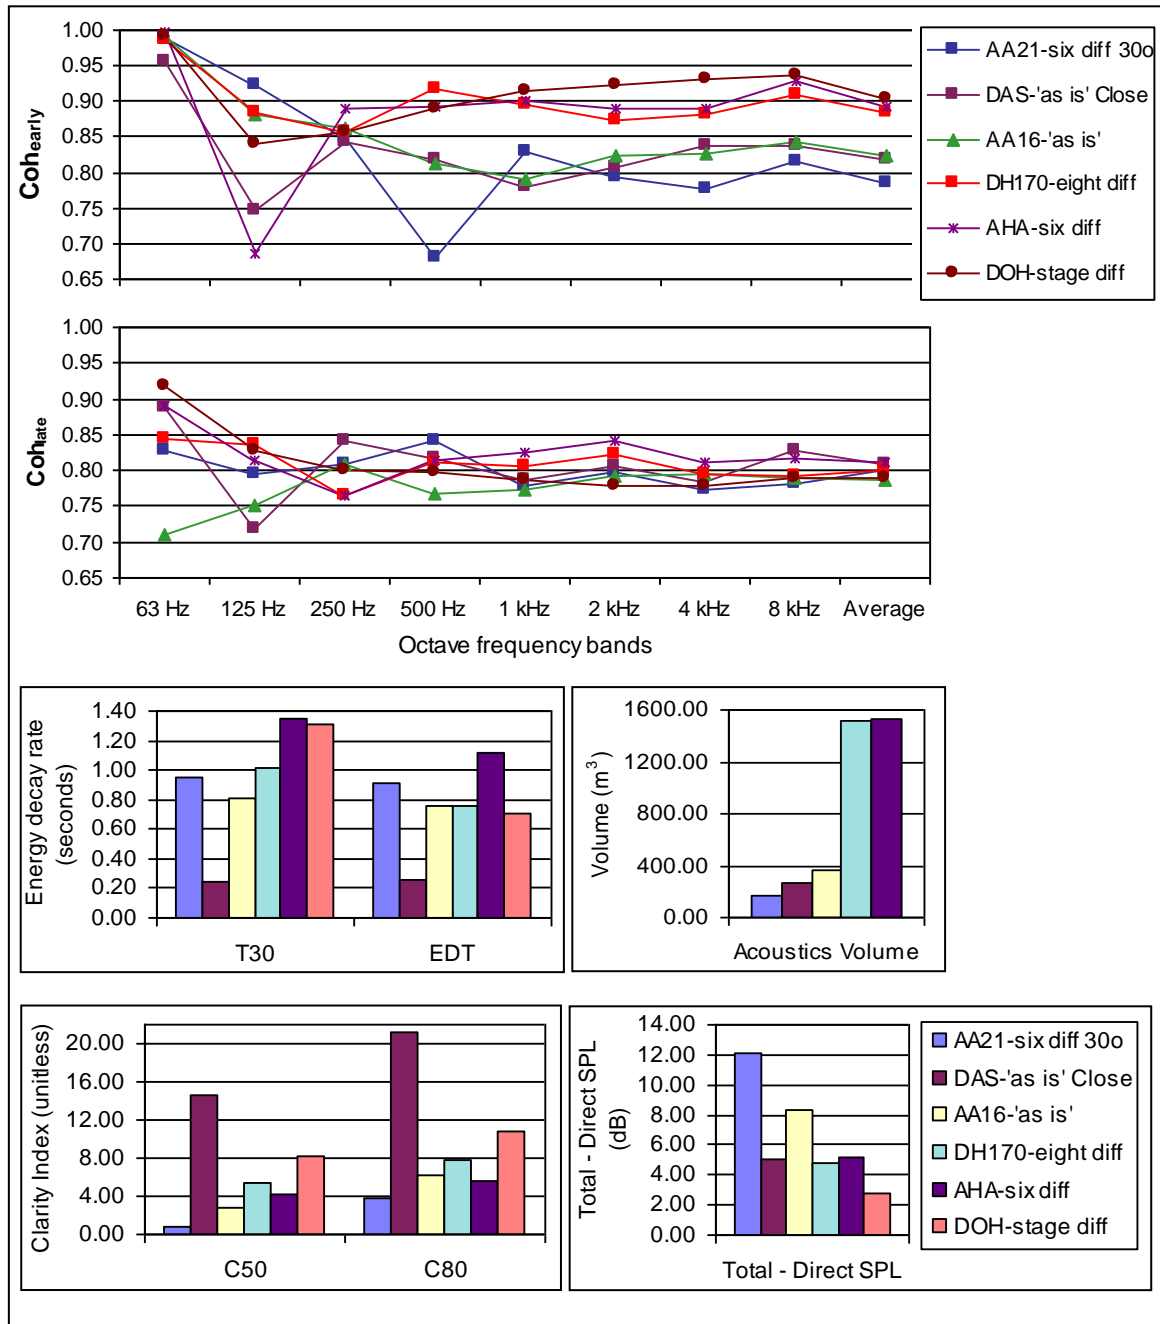 1.00
0.95
0.90
0.85
0.80
0.75
0.70
0.65
Cohearly
AA21-six diff 30o
DAS-'as is' Close
AA16-'as is'
DH170-eight diff
AHA-six diff
DOH-stage diff
1.00
0.95
0.90
0.85
0.80
0.75
0.70
0.65
Cohlate
63 Hz 125 Hz 250 Hz 500 Hz 1 kHz 2 kHz 4 kHz 8 kHz Average
Octave frequency bands
1.40
1.20
1.00
0.80
0.60
0.40
0.20
0.00
Energy decay rate
(seconds)
T30 EDT
1600.00
1200.00
800.00
400.00
0.00
Volume (m³)
Acoustics Volume
20.00
16.00
12.00
8.00
4.00
0.00
Clarity Index (unitless)
C50 C80
14.00
12.00
10.00
8.00
6.00
4.00
2.00
0.00
Total - Direct SPL
(dB)
Total - Direct SPL
AA21-six diff 30o
DAS-'as is' Close
AA16-'as is'
DH170-eight diff
AHA-six diff
DOH-stage diff